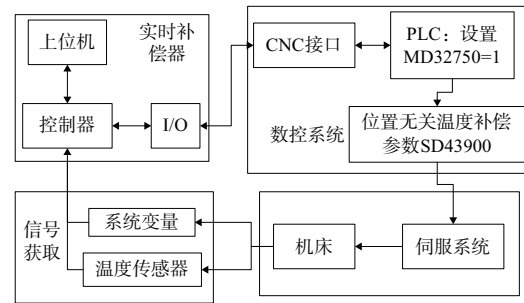 上位机
实时补
偿器
控制器
I/O
CNC接口
PLC：设置
MD32750=1
数控系统
位置无关温度补偿
参数SD43900
信号
获取
系统变量
温度传感器
机床
伺服系统